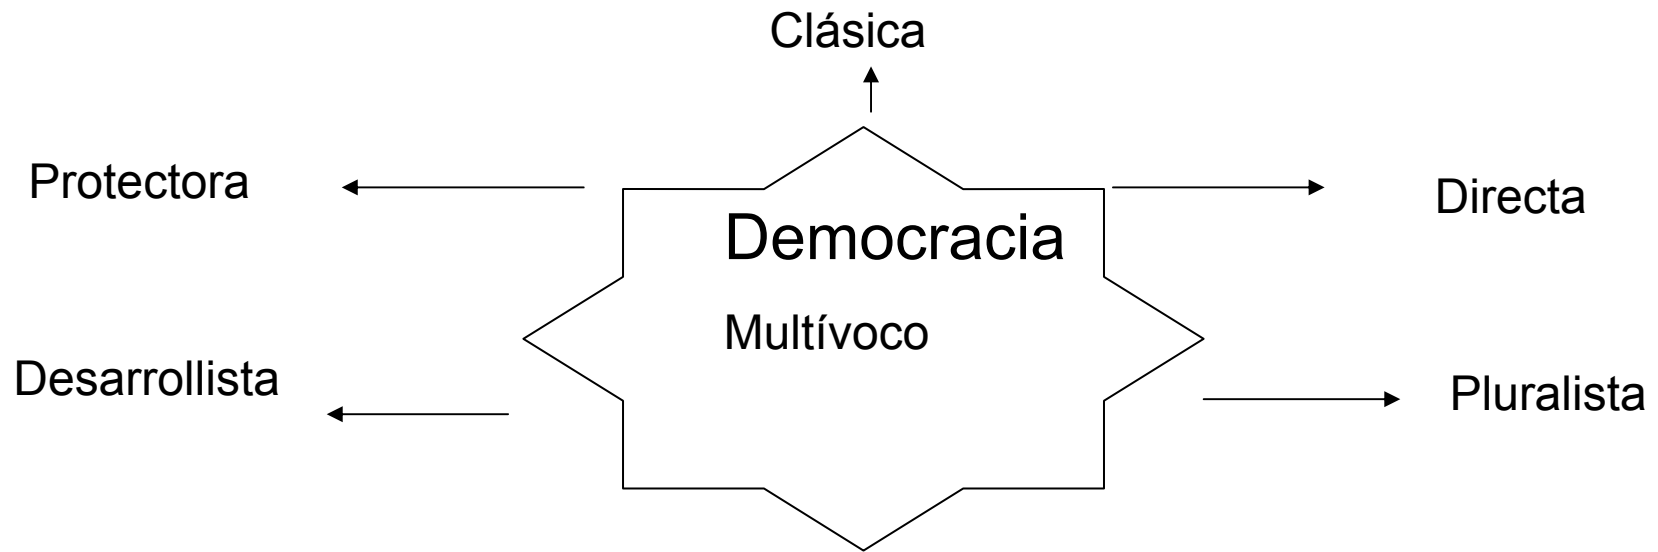 Clásica
Protectora
Directa
Democracia
Multívoco
Desarrollista
Pluralista